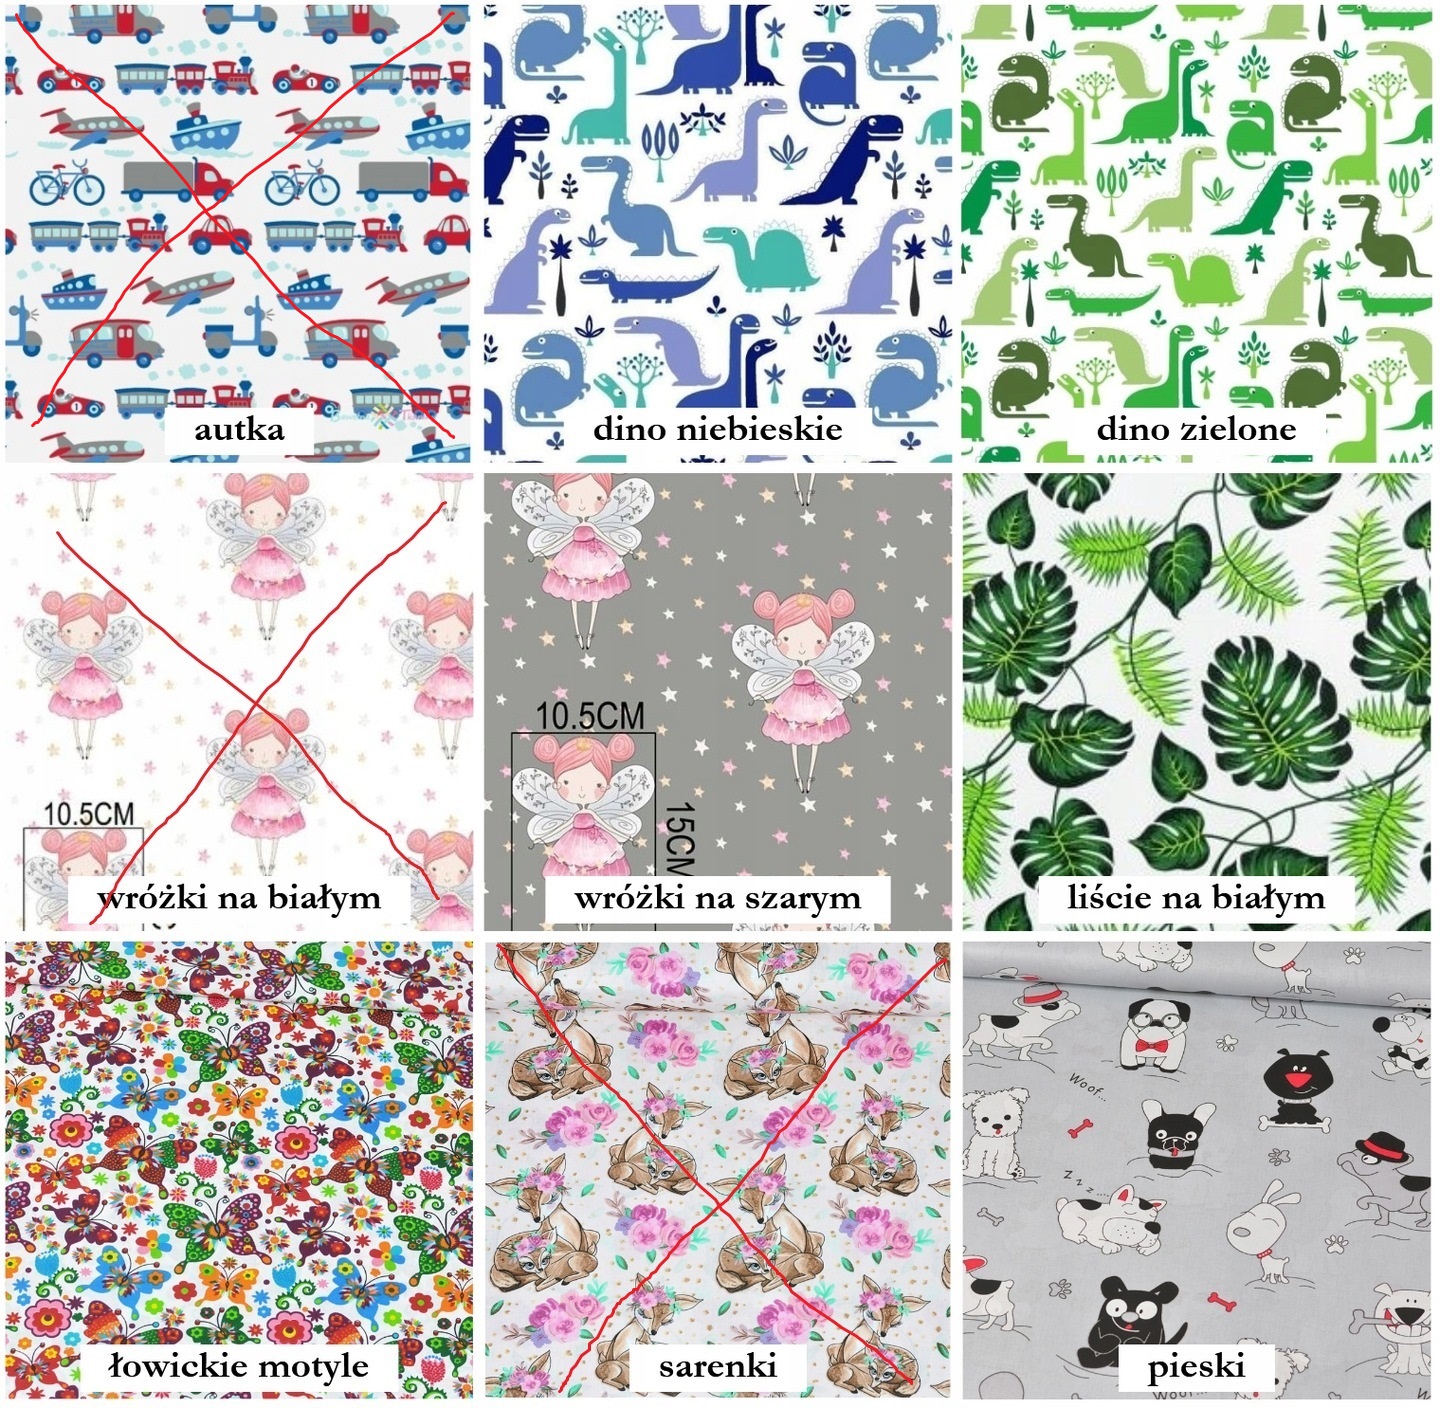 autka
dino niebieskie
dino zielone
10.5CM
wróżki na białym
10.5CM
15CM
wróżki na szarym
liście na białym
łowickie motyle
sarenki
Woof...
Z z z ....
Woof...
pieski